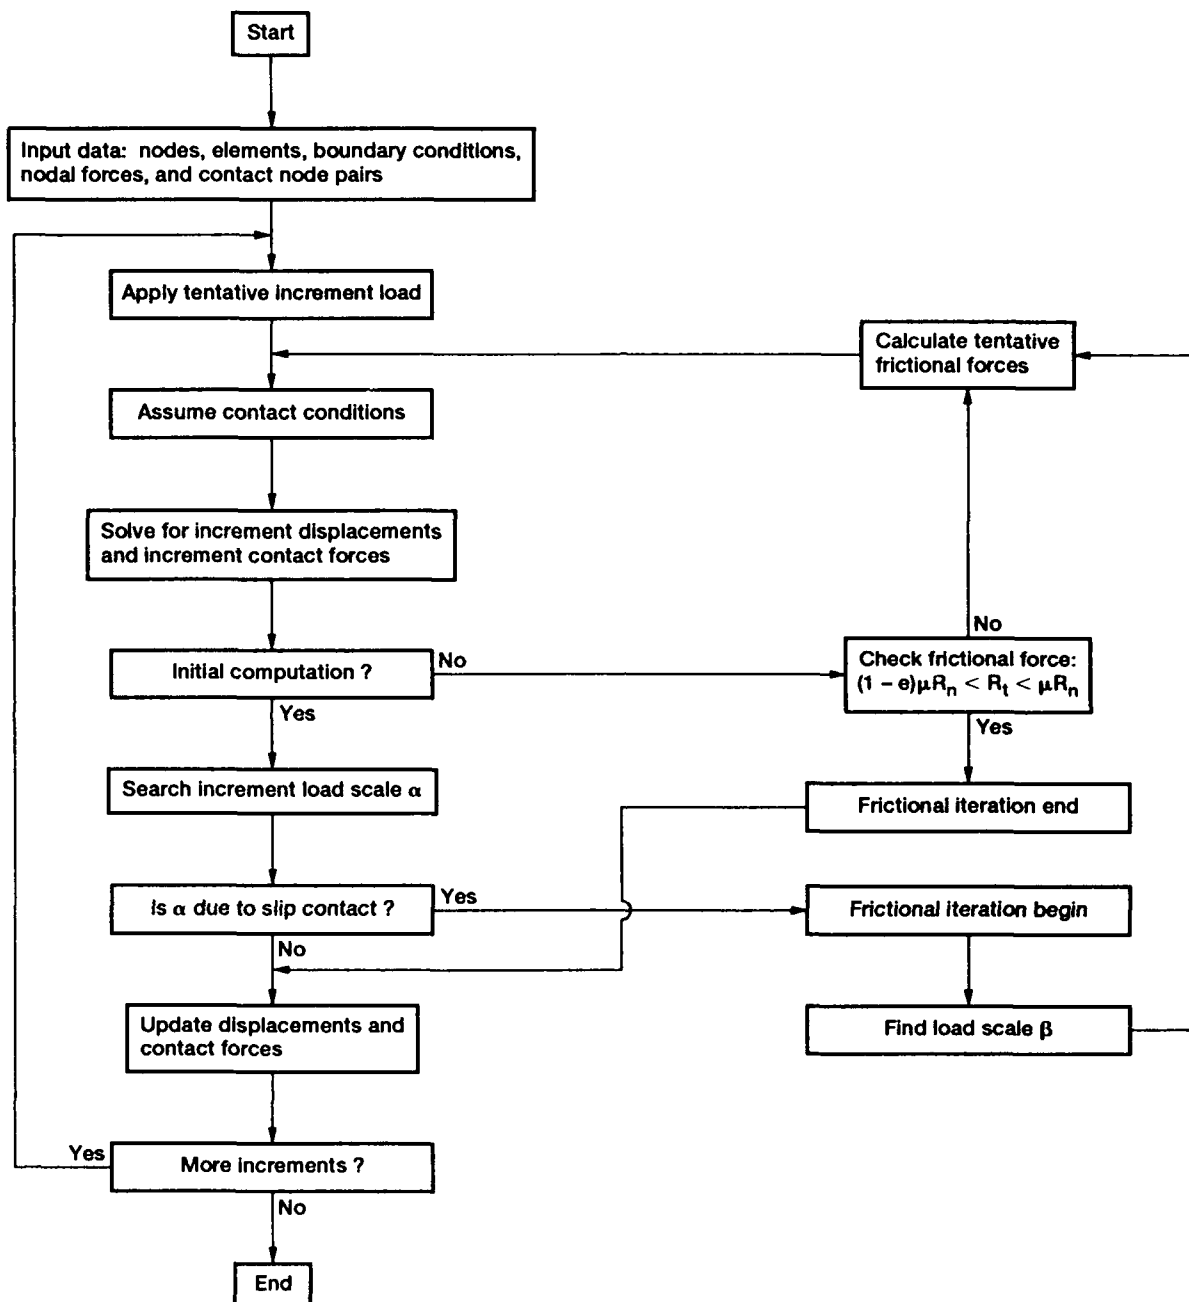 Start
Input data: nodes, elements, boundary conditions,
nodal forces, and contact node pairs
Apply tentative increment load
Calculate tentative
frictional forces
Assume contact conditions
Solve for increment displacements
and increment contact forces
No
Initial computation ?
No
Check frictional force:
(1 – e)μRₙ < Rₜ < μRₙ
Yes
Yes
Search increment load scale α
Frictional iteration end
Is α due to slip contact ?
Yes
Frictional iteration begin
No
Update displacements and
contact forces
Find load scale β
Yes
More increments ?
No
End